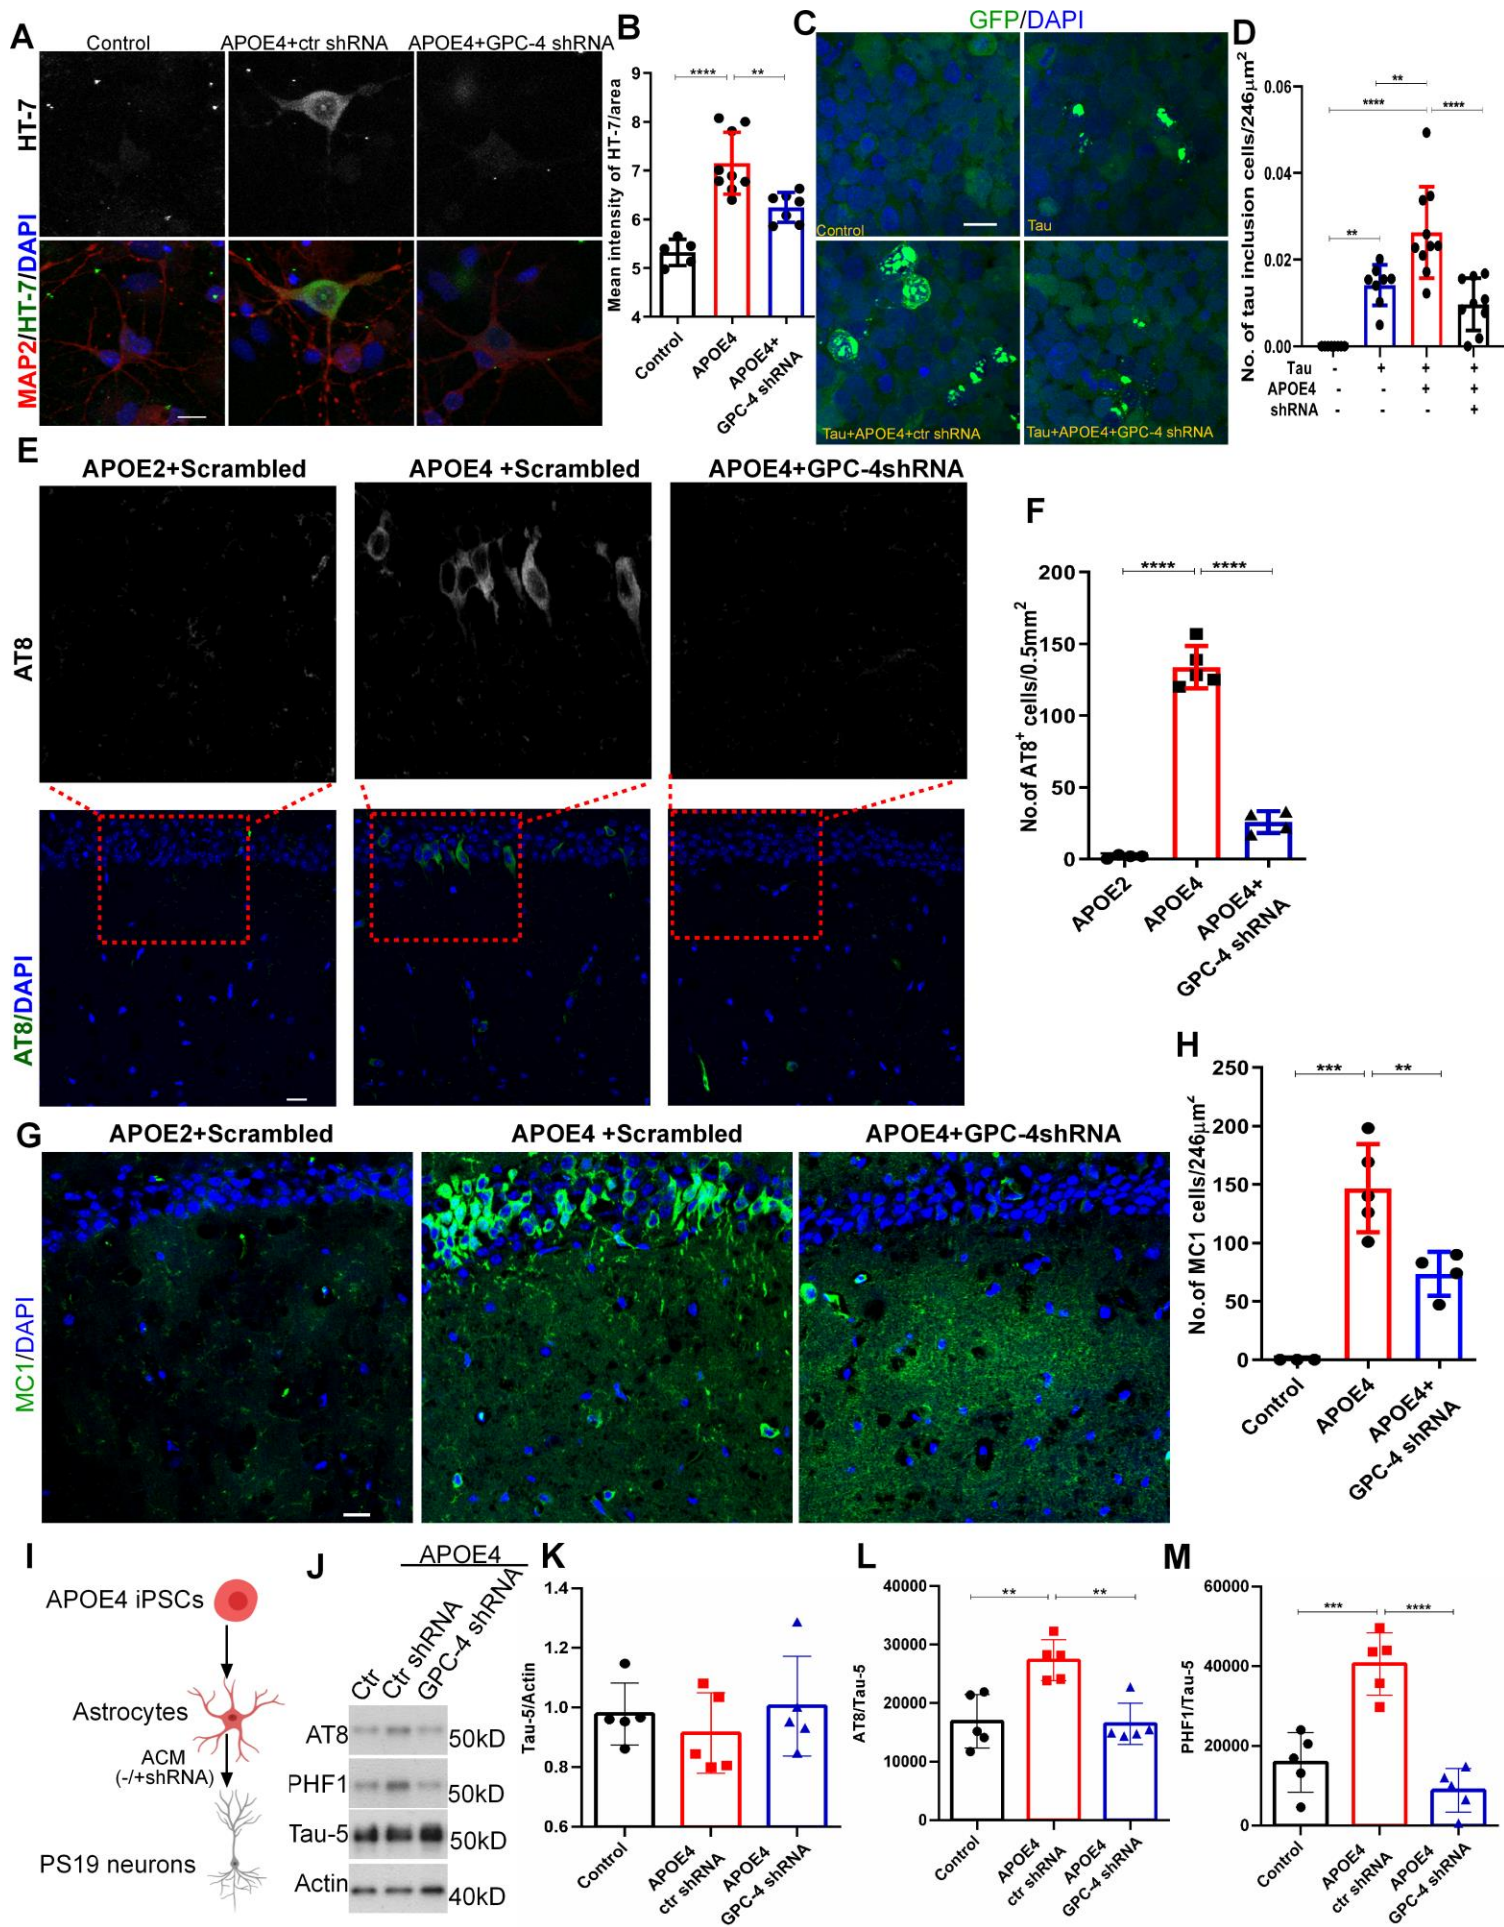 A
Control
APOE4+ctr shRNA
APOE4+GPC-4 shRNA
HT-7
MAP2/HT-7/DAPI
B
Mean intensity of HT-7/area
9
8
7
6
5
4
****
**
Control
APOE4
APOE4+
GPC-4 shRNA
C
GFP/DAPI
Control
Tau
Tau+APOE4+ctr shRNA
Tau+APOE4+GPC-4 shRNA
D
No. of tau inclusion cells/246µm²
0.06
0.04
0.02
0.00
**
****
****
**
Tau - + + +
APOE4 - - + +
shRNA - - - +
E
APOE2+Scrambled
APOE4 +Scrambled
APOE4+GPC-4shRNA
AT8
AT8/DAPI
F
No.of AT8⁺ cells/0.5mm²
200
150
100
50
0
****
****
APOE2
APOE4
APOE4+
GPC-4 shRNA
G
APOE2+Scrambled
APOE4 +Scrambled
APOE4+GPC-4shRNA
MC1/DAPI
H
No.of MC1 cells/246µm²
250
200
150
100
50
0
***
**
Control
APOE4
APOE4+
GPC-4 shRNA
I
APOE4 iPSCs
Astrocytes
ACM
(-/+shRNA)
PS19 neurons
J
APOE4
Ctr
Ctr shRNA
GPC-4 shRNA
AT8
50kD
PHF1
50kD
Tau-5
50kD
Actin
40kD
K
Tau-5/Actin
1.4
1.2
1.0
0.8
0.6
Control
APOE4
ctr shRNA
APOE4
GPC-4 shRNA
L
AT8/Tau-5
40000
30000
20000
10000
0
**
**
Control
APOE4
ctr shRNA
APOE4
GPC-4 shRNA
M
PHF1/Tau-5
60000
40000
20000
0
***
****
Control
APOE4
ctr shRNA
APOE4
GPC-4 shRNA